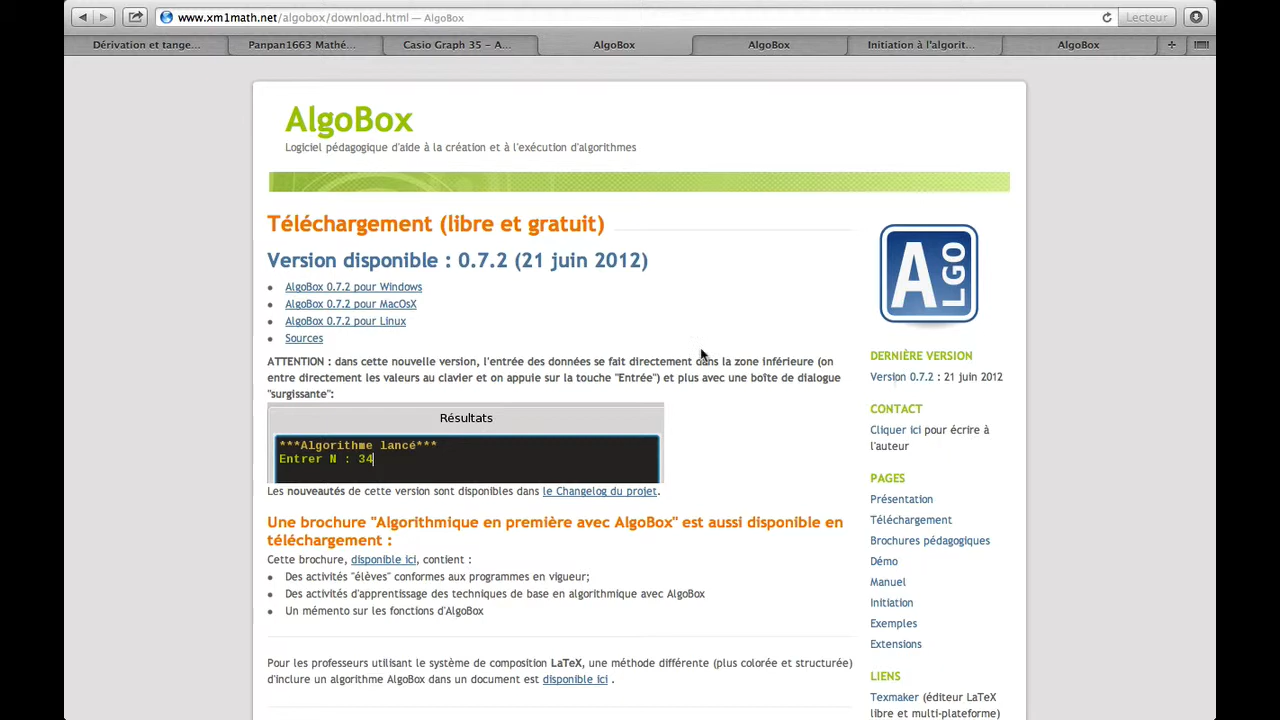 www.xm1math.net/algobox/download.html — AlgoBox
Lecteur
Dérivation et tange...
Panpan1663 Mathé...
Casio Graph 35 – A...
AlgoBox
AlgoBox
Initiation à l'algorit...
AlgoBox
AlgoBox
Logiciel pédagogique d'aide à la création et à l'exécution d'algorithmes
Téléchargement (libre et gratuit)
Version disponible : 0.7.2 (21 juin 2012)
AlgoBox 0.7.2 pour Windows
AlgoBox 0.7.2 pour MacOsX
AlgoBox 0.7.2 pour Linux
Sources
ATTENTION : dans cette nouvelle version, l'entrée des données se fait directement dans la zone inférieure (on
entre directement les valeurs au clavier et on appuie sur la touche "Entrée") et plus avec une boîte de dialogue
"surgissante":
Résultats
***Algorithme lancé***
Entrer N : 34
Les nouveautés de cette version sont disponibles dans le Changelog du projet.
Une brochure "Algorithmique en première avec AlgoBox" est aussi disponible en
téléchargement :
Cette brochure, disponible ici, contient :
Des activités "élèves" conformes aux programmes en vigueur;
Des activités d'apprentissage des techniques de base en algorithmique avec AlgoBox
Un mémento sur les fonctions d'AlgoBox
Pour les professeurs utilisant le système de composition LaTeX, une méthode différente (plus colorée et structurée)
d'inclure un algorithme AlgoBox dans un document est disponible ici .
ALGO
DERNIÈRE VERSION
Version 0.7.2 : 21 juin 2012
CONTACT
Cliquer ici pour écrire à
l'auteur
PAGES
Présentation
Téléchargement
Brochures pédagogiques
Démo
Manuel
Initiation
Exemples
Extensions
LIENS
Texmaker (éditeur LaTeX
libre et multi-plateforme)